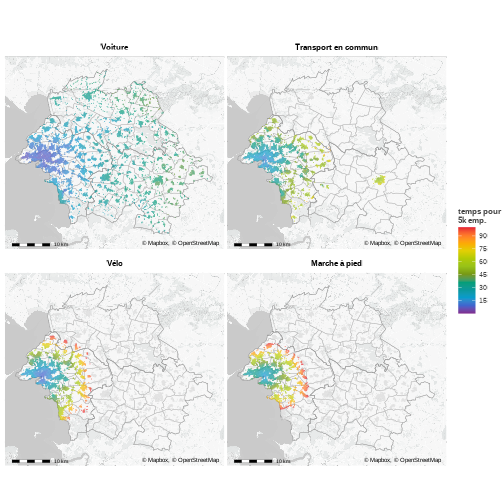 Voiture
Transport en commun
10 km
© Mapbox, © OpenStreetMap
10 km
© Mapbox, © OpenStreetMap
temps pour
5k emp.
90
75
60
45
30
15
Vélo
Marche à pied
10 km
© Mapbox, © OpenStreetMap
10 km
© Mapbox, © OpenStreetMap